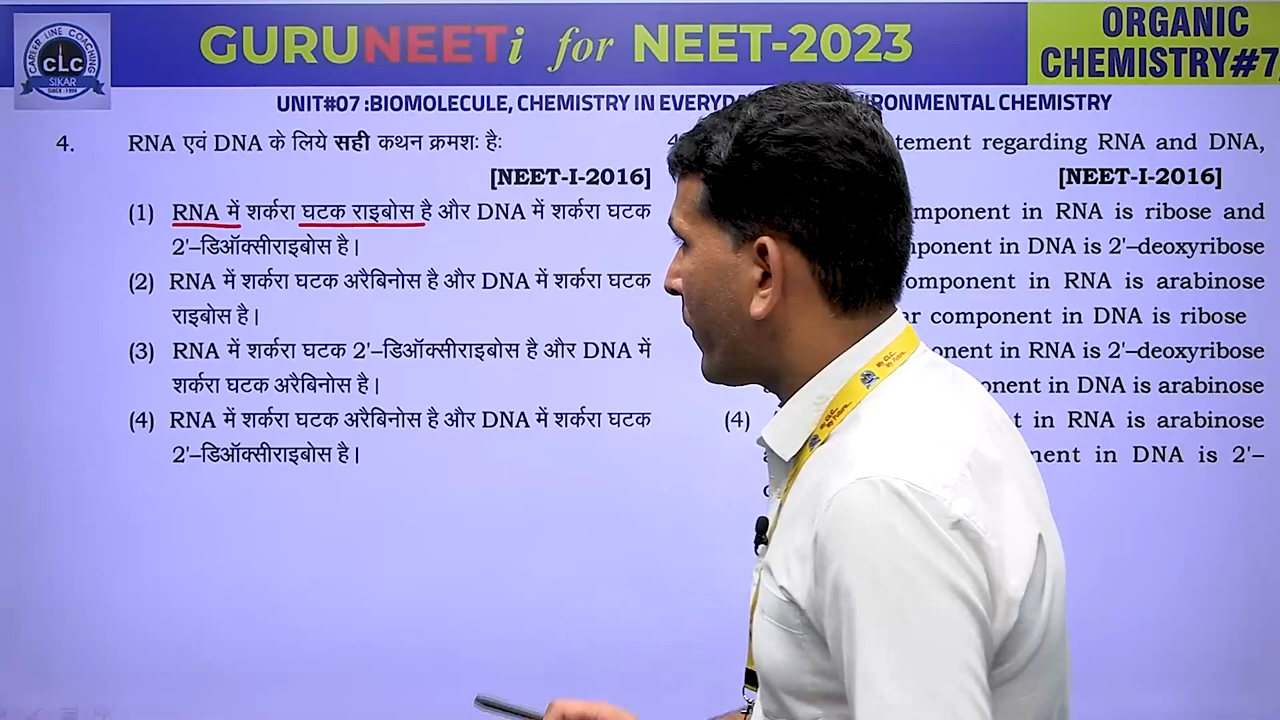 CAREER LINE COACHING
CLC
SIKAR
SINCE : 1996
GURUNEETi for NEET-2023
ORGANIC
CHEMISTRY#7
UNIT#07 :BIOMOLECULE, CHEMISTRY IN RONMENTAL CHEMISTRY
4. RNA एवं DNA के लिये सही कथन क्रमशः हैः
[NEET-I-2016]
(1) RNA में शर्करा घटक राइबोस है और DNA में शर्करा घटक
2'–डिऑक्सीराइबोस है।
(2) RNA में शर्करा घटक अरैबिनोस है और DNA में शर्करा घटक
राइबोस है।
(3) RNA में शर्करा घटक 2'–डिऑक्सीराइबोस है और DNA में
शर्करा घटक अरैबिनोस है।
(4) RNA में शर्करा घटक अरैबिनोस है और DNA में शर्करा घटक
2'–डिऑक्सीराइबोस है।
tement regarding RNA and DNA,
[NEET-I-2016]
mponent in RNA is ribose and
ponent in DNA is 2'–deoxyribose
omponent in RNA is arabinose
ar component in DNA is ribose
onent in RNA is 2'–deoxyribose
onent in DNA is arabinose
(4) t in RNA is arabinose
nent in DNA is 2'–